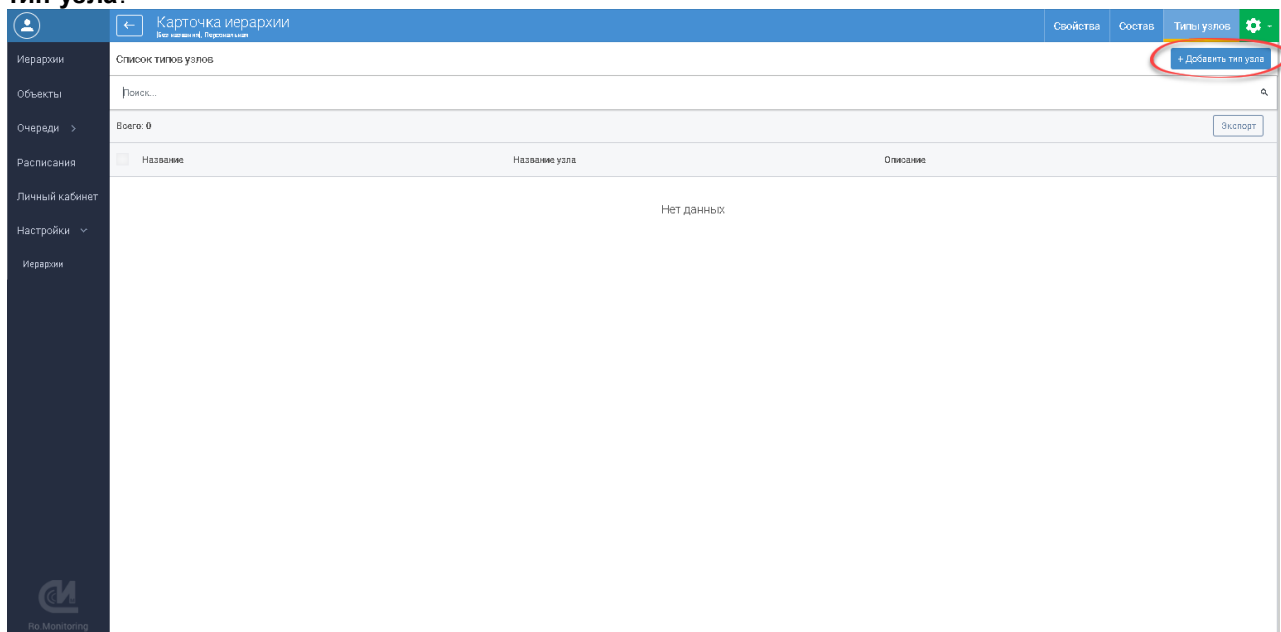 тип узла.
Карточка иерархии
[Без названия], Персональная
Свойства
Состав
Типы узлов
Иерархии
Объекты
Очереди
Расписания
Личный кабинет
Настройки
Иерархии
Список типов узлов
+ Добавить тип узла
Поиск...
Всего: 0
Экспорт
Название
Название узла
Описание
Нет данных
Ro.Monitoring